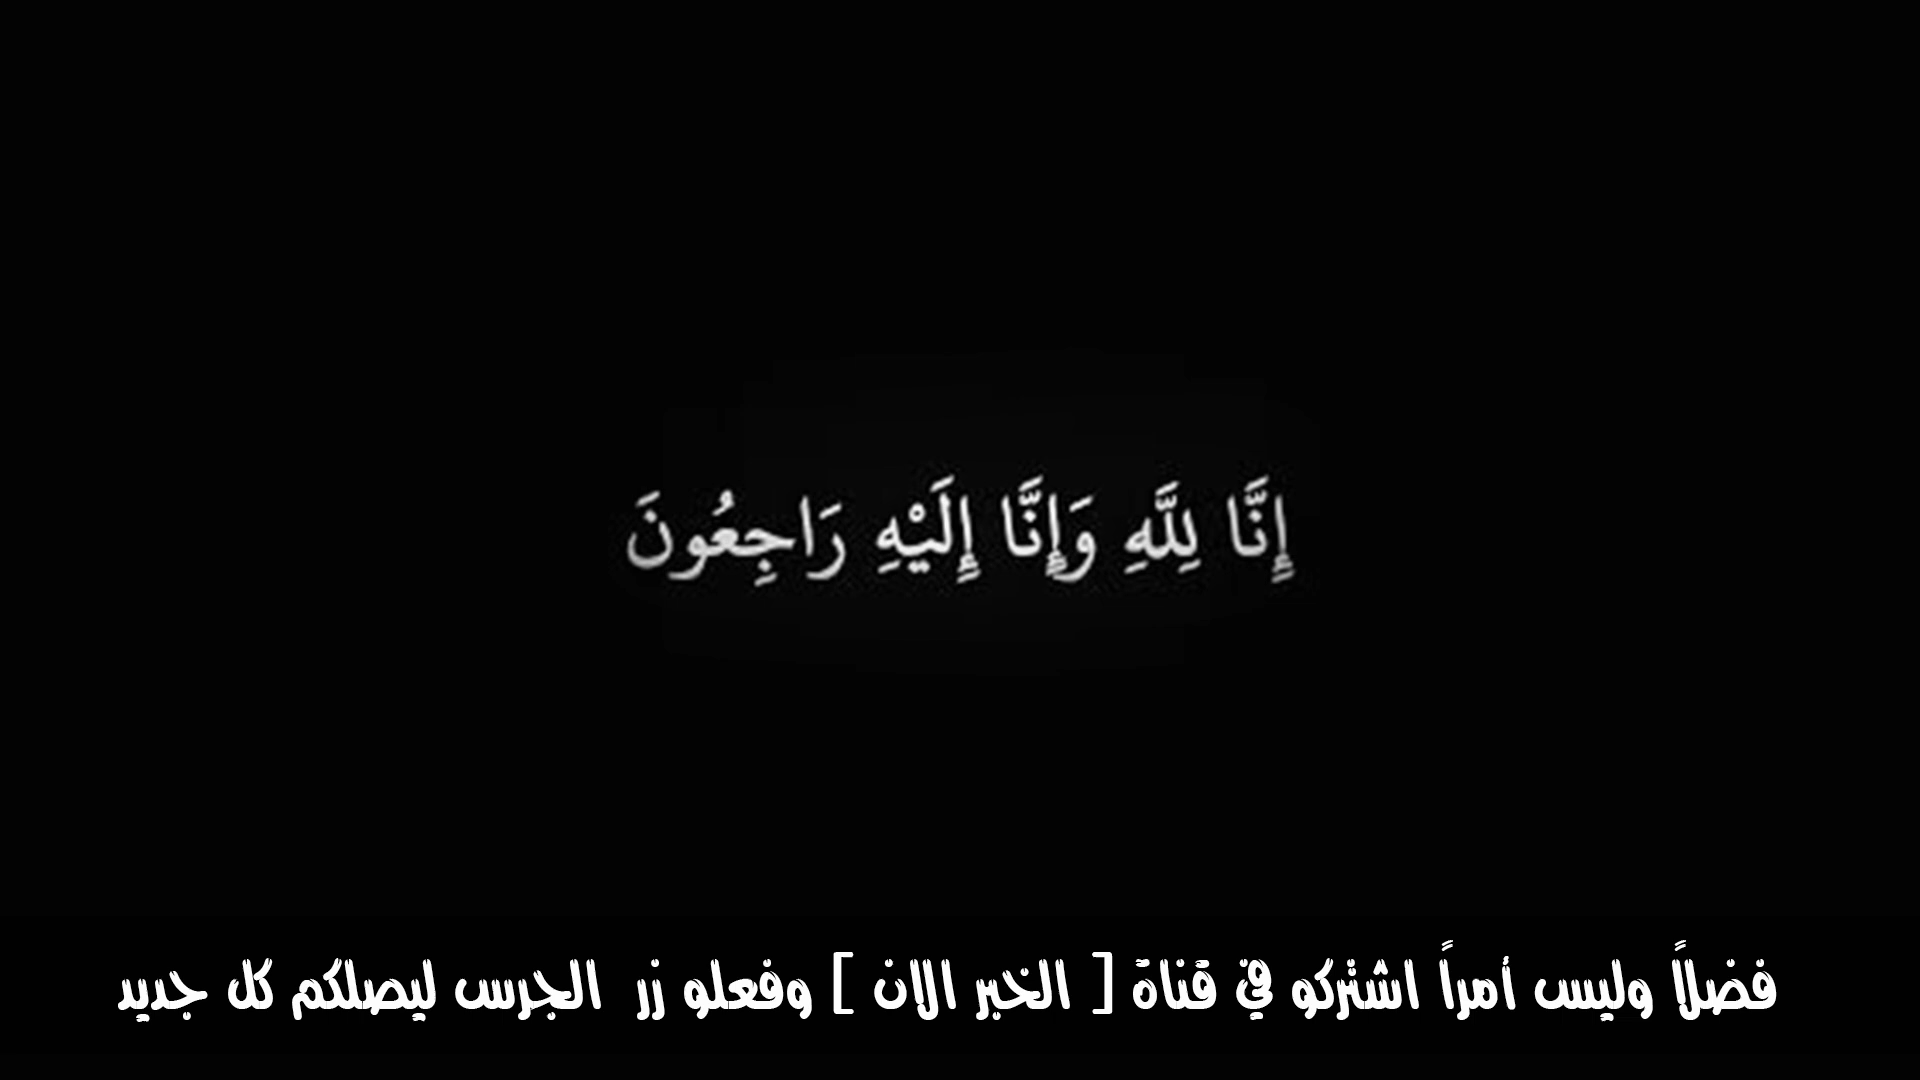 إِنَّا لِلَّهِ وَإِنَّا إِلَيْهِ رَاجِعُونَ
فضلاً وليس أمراً اشتركو في قناة [ الخبر الان ] وفعلو زر الجرس ليصلكم كل جديد